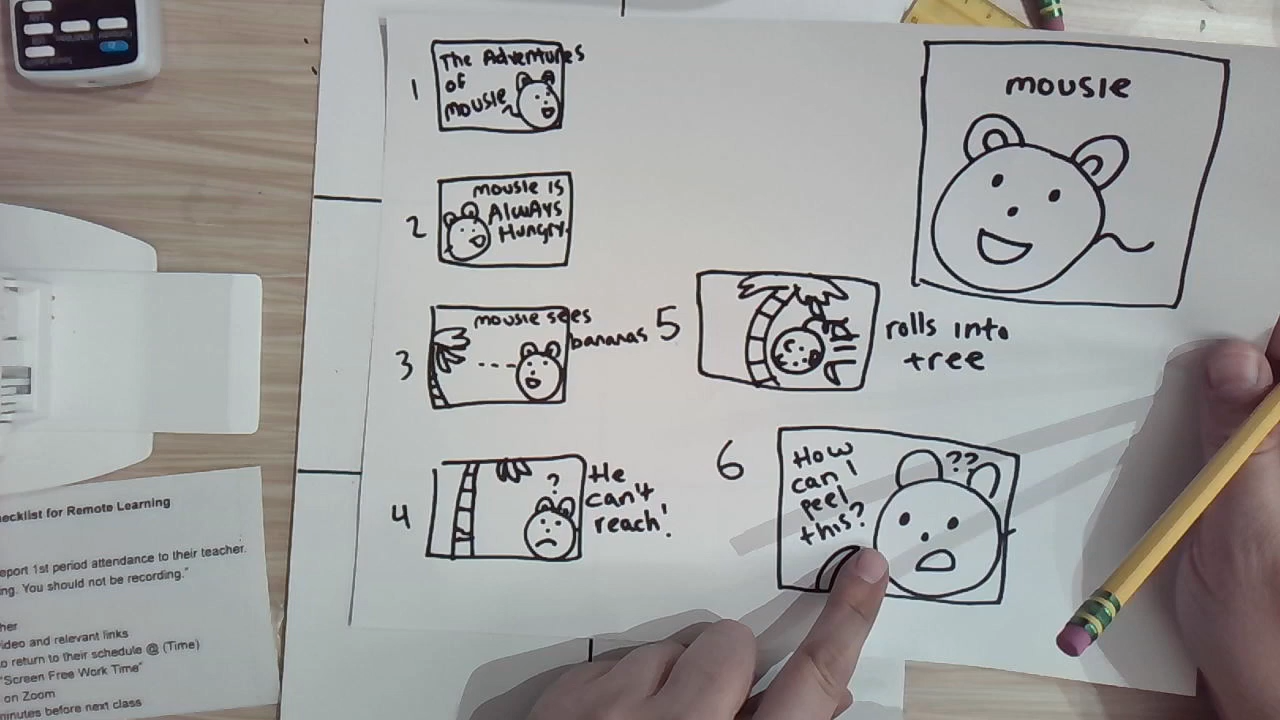 1
The Adventures
of
mousie
2
mousie is
Always
Hungry.
3
mousie sees
bananas
4
?
He
can't
reach!
5
rolls into
tree
6
How
can I
peel
this?
??
mousie
ecklist for Remote Learning
eport 1st period attendance to their teacher.
ng. You should not be recording."
her
video and relevant links
o return to their schedule @ (Time)
"Screen Free Work Time"
on Zoom
minutes before next class